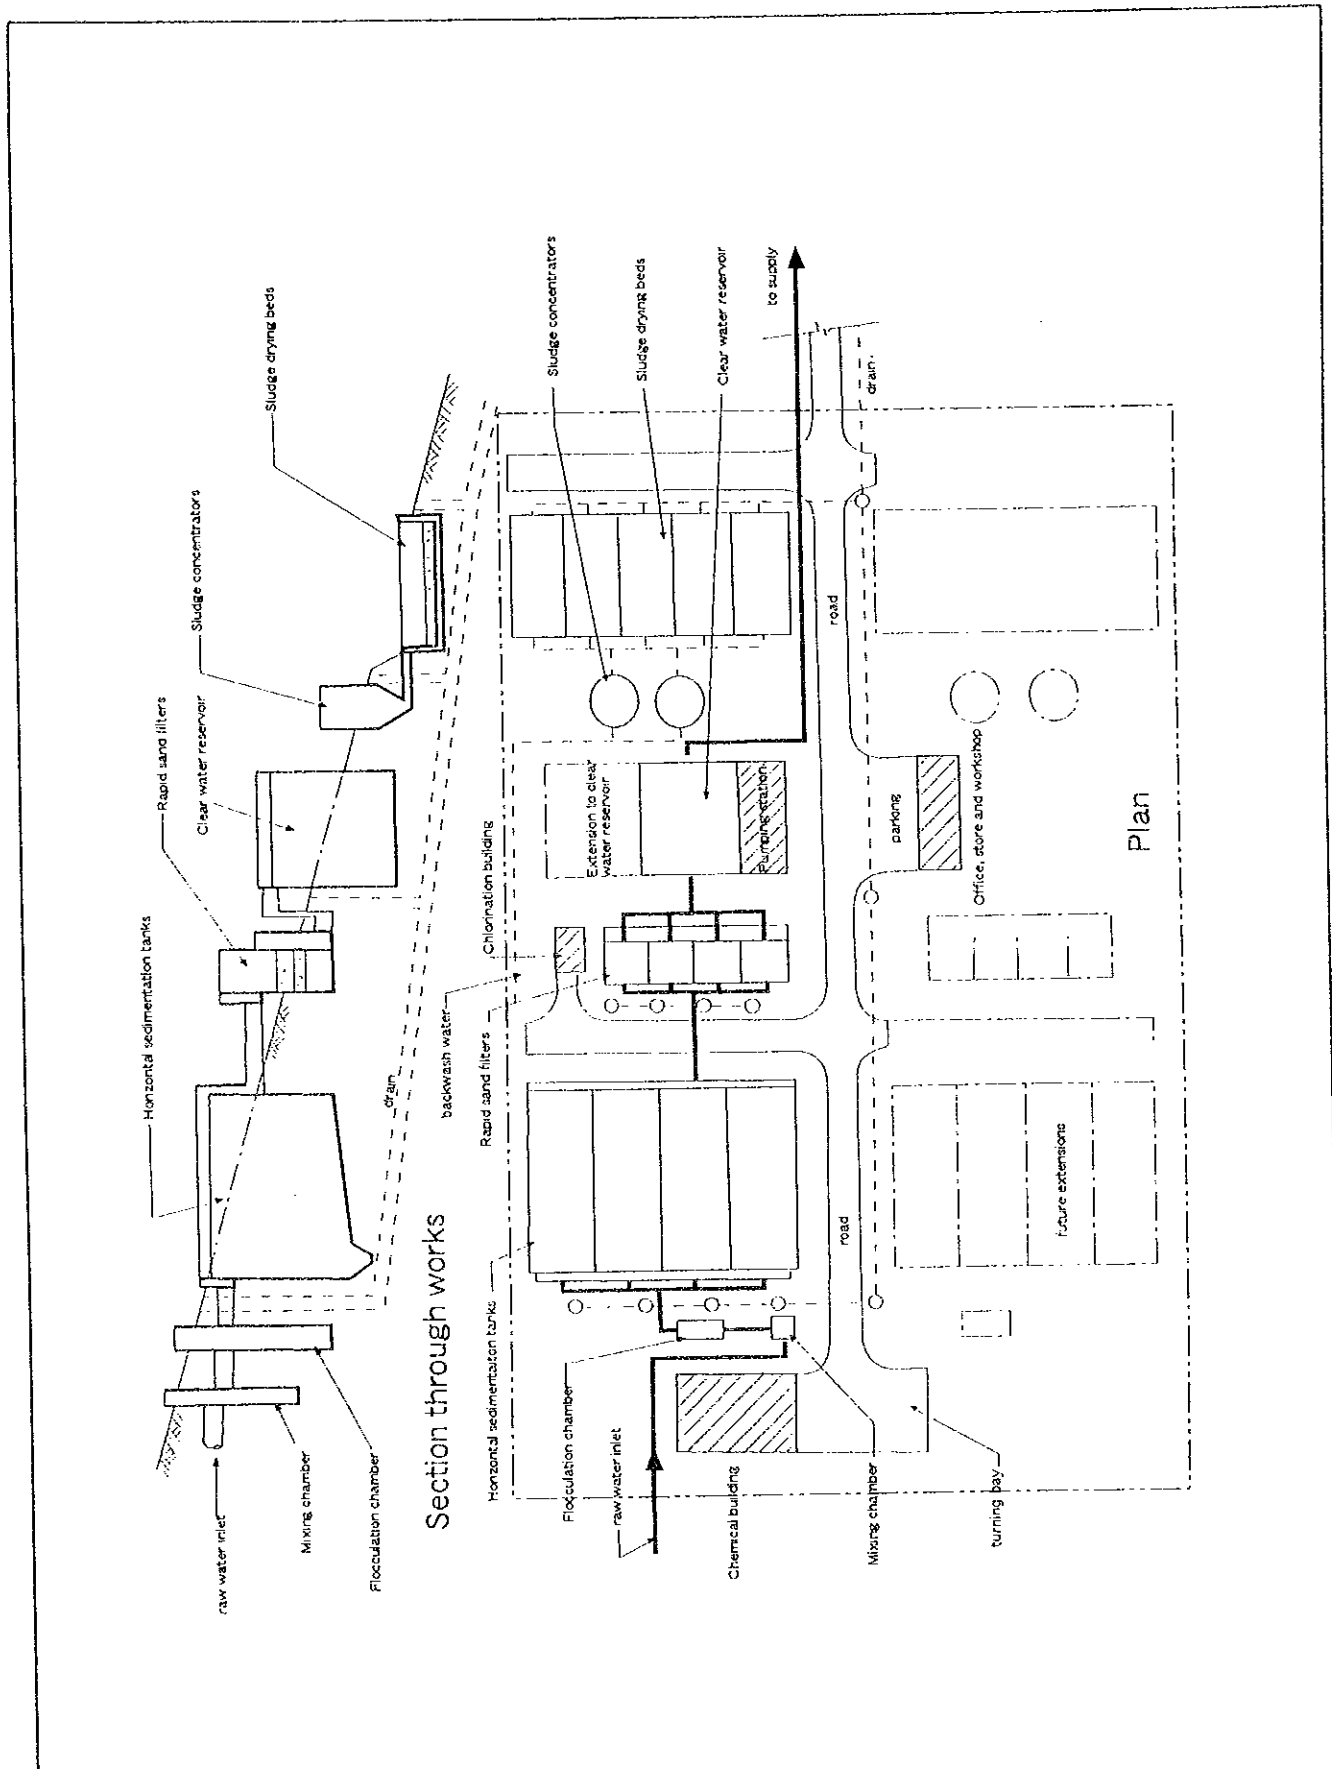 raw water inlet
Mixing chamber
Flocculation chamber
Horizontal sedimentation tanks
Rapid sand filters
Clear water reservoir
Sludge concentrators
Sludge drying beds
drain
Section through works
Horizontal sedimentaiton tanks
Flocculation chamber
raw water inlet
Chemical building
Mixing chamber
turning bay
backwash water
Rapid sand filters
Chlorination building
Extension to clear
water reservoir
Pumping station
Sludge concentrators
Sludge drying beds
Clear water reservoir
to supply
drain
road
road
parking
Office, store and workshop
future extensions
Plan